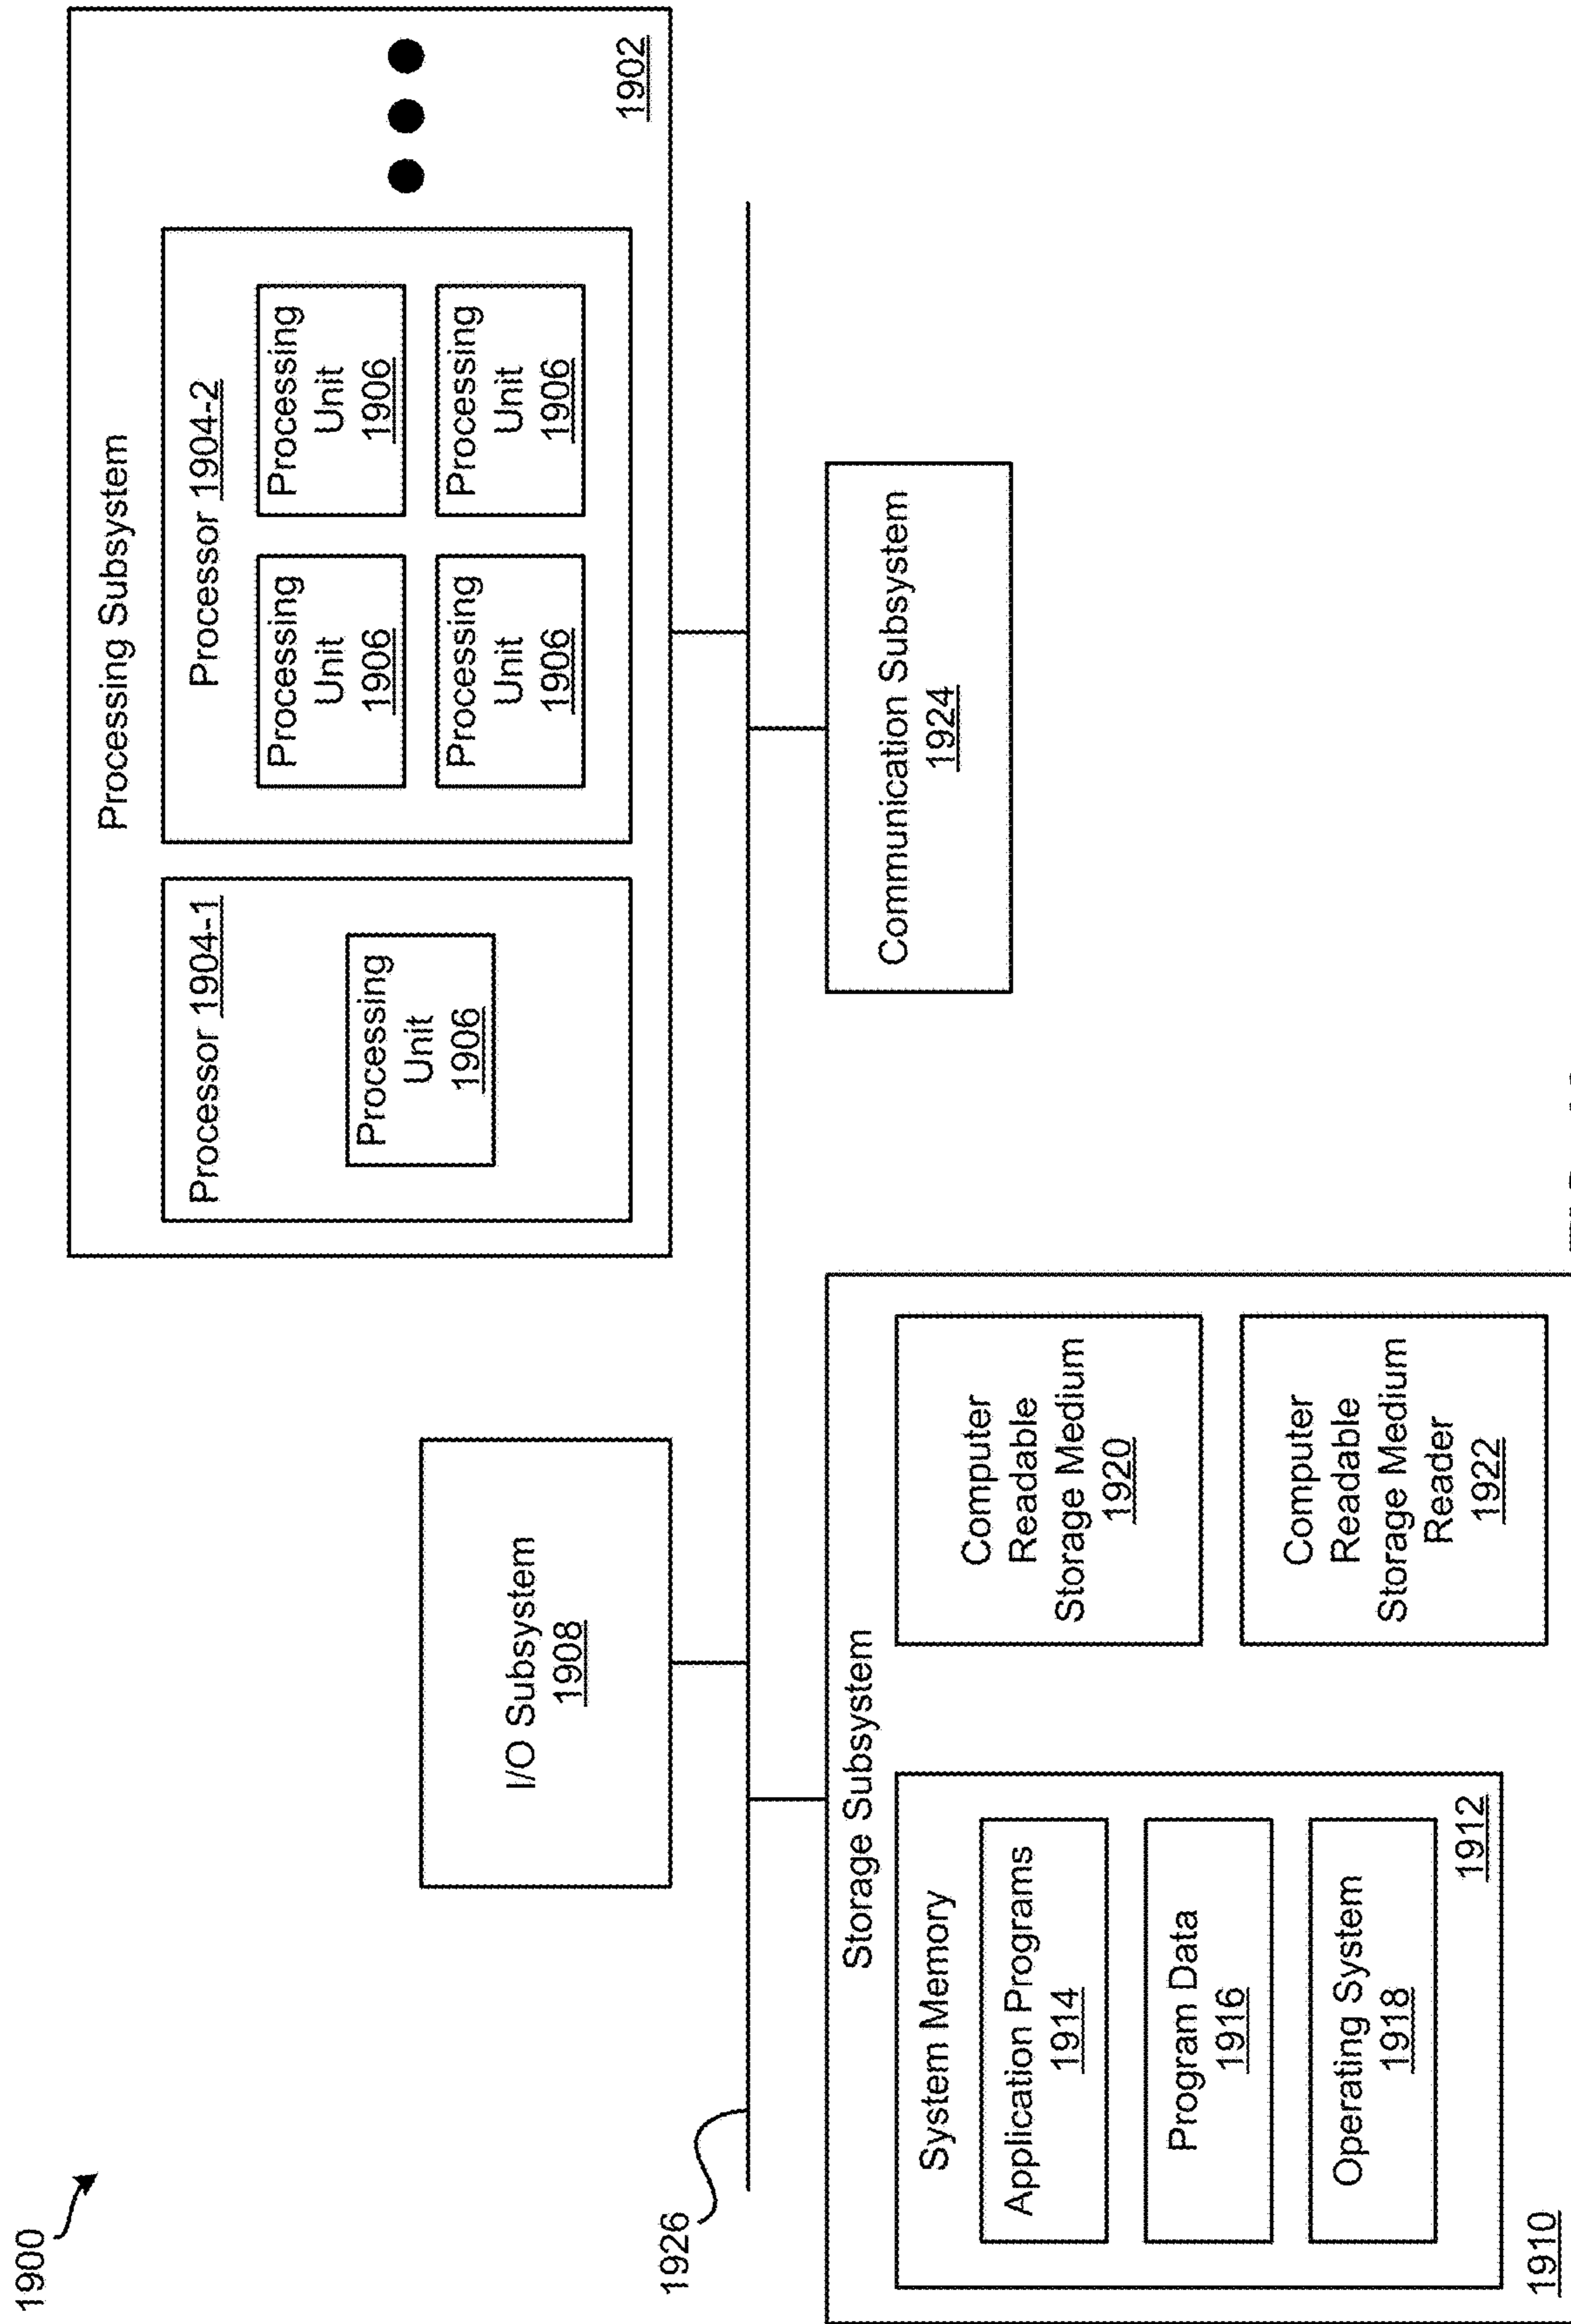 1900
I/O Subsystem
1908
Processing Subsystem
Processor 1904-1
Processing
Unit
1906
Processor 1904-2
Processing
Unit
1906
Processing
Unit
1906
Processing
Unit
1906
Processing
Unit
1906
1902
1926
Storage Subsystem
System Memory
Application Programs
1914
Program Data
1916
Operating System
1918
1912
Computer
Readable
Storage Medium
1920
Computer
Readable
Storage Medium
Reader
1922
1910
Communication Subsystem
1924